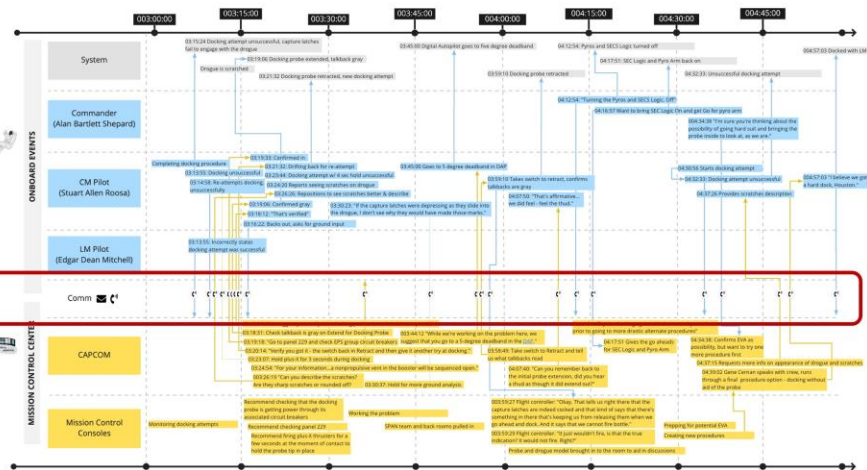 003:00:00
003:15:00
003:30:00
003:45:00
004:00:00
004:15:00
004:30:00
004:45:00
ONBOARD EVENTS
System
03:15:24 Docking attempt unsuccessful, capture latches
fail to engage with the drogue
03:19:06 Docking probe extended, talkback gray
Drogue is scratched
03:21:32 Docking probe retracted, new docking attempt
03:45:00 Digital Autopilot goes to five degree deadband
03:59:10 Docking probe retracted
04:12:54: Pyros and SECS Logic turned off
04:17:51: SEC Logic and Pyro Arm back on
04:32:33: Unsuccessful docking attempt
004:57:03 Docked with LM
Commander
(Alan Bartlett Shepard)
04:12:54: "Turning the Pyros and SECS Logic, Off"
04:16:57 Want to bring SEC Logic On and get Go for pyro arm
004:34:38 "I'm sure you're thinking about the
possibility of going hard suit and bringing the
probe inside to look at, so we are."
CM Pilot
(Stuart Allen Roosa)
Completing docking procedure
03:19:33: Confirmed in
03:21:32: Drifting back for re-attempt
03:13:55: Docking unsuccessful
03:23:44: Docking attempt w/ 4 sec hold unsuccessful
03:14:58: Re-attempts docking,
unsuccessfully
03:24:20 Reports seeing scratches on drogue
03:26:26: Repositions to see scratches better & describe
03:19:06: Confirmed gray
03:18:12: "That's verified"
03:16:22: Backs out, asks for ground input
03:30:23: "If the capture latches were depressing as they slide into
the drogue, I don't see why they would have made those marks."
03:45:00 Goes to 5 degree deadband in DAP
03:59:10 Takes switch to retract, confirms
talkbacks are gray
04:07:50: "That's affirmative...
we did feel - feel the thud."
04:30:56 Starts docking attempt
04:32:33: Docking attempt unsuccessful
04:37:26 Provides scratches description
004:57:03 "I believe we got
a hard dock, Houston."
LM Pilot
(Edgar Dean Mitchell)
03:13:55: Incorrectly states
docking attempt was successful
Comm
MISSION CONTROL CENTER
CAPCOM
03:18:31: Check talkback is gray on Extend for Docking Probe
03:19:18: "Go to panel 229 and check EPS group circuit breakers
03:20:14: "Verify you got it - the switch back in Retract and then give it another try at docking."
03:23:07: Hold plus X for 3 seconds during docking
03:24:54: "For your information...a nonpropulsive vent in the booster will be sequenced open."
003:26:19 "Can you describe the scratches?
Are they sharp scratches or rounded off?
03:30:37: Hold for more ground analysis
003:44:12: "While we're working on the problem here, we
suggest that you go to a 5-degree deadband in the DAP."
03:58:49: Take switch to Retract and tell
us what talkbacks read
04:07:40: "Can you remember back to
the initial probe extension, did you hear
a thud as though it did extend out?"
prior to going to more drastic alternate procedures"
04:17:51 Gives the go ahead
for SEC Logic and Pyro Arm
04:34:38: Confirms EVA as
possibility, but want to try one
more procedure first
04:37:15 Requests more info on appearance of drogue and scratches
04:39:02 Gene Cernan speaks with crew, runs
through a final procedure option - docking without
aid of the probe
Mission Control
Consoles
Monitoring docking attempts
Recommend checking that the docking
probe is getting power through its
associated circuit breakers
Recommend checking panel 229
Recommend firing plus X thrusters for a
few seconds at the moment of contact to
hold the probe tip in place
Working the problem
SPAN team and back rooms pulled-in
003:59:27 Flight controller: "Okay. That tells us right there that the
capture latches are indeed cocked and that kind of says that there's
something in there that's keeping us from releasing them when we
go ahead and dock. And it says that we cannot fire bottle."
003:59:29 Flight controller: "It just wouldn't fire, is that the true
indication? It would not fire. Right?"
Probe and drogue model brought in to the room to aid in discussions
Prepping for potential EVA
Creating new procedures